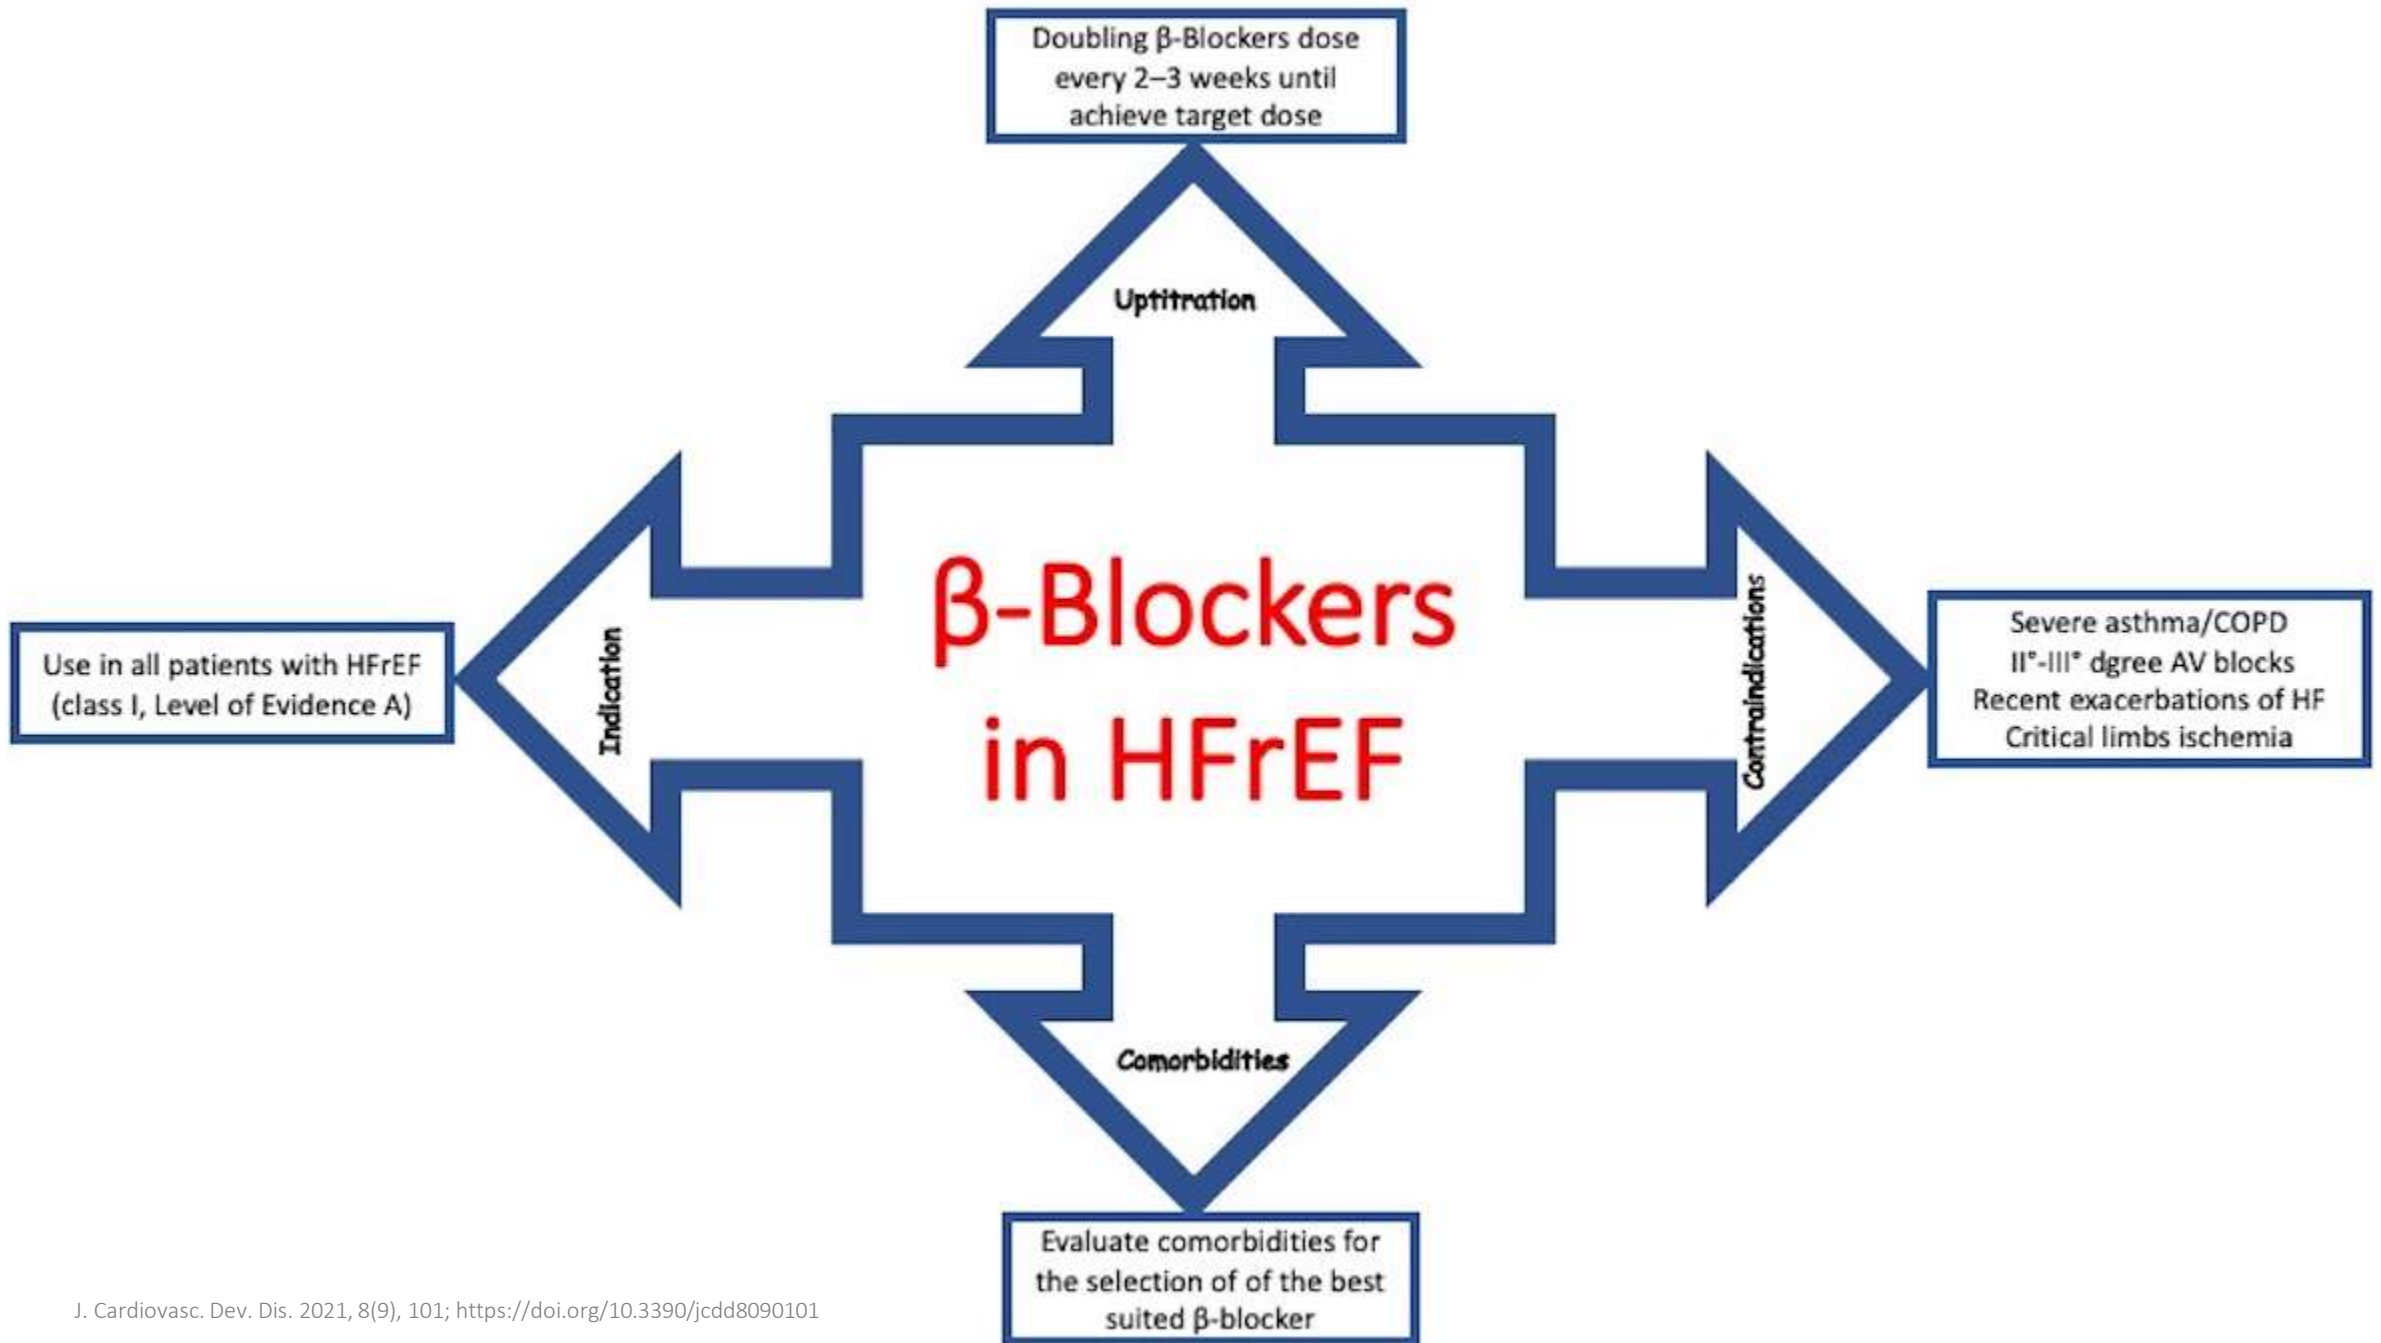 Doubling β-Blockers dose
every 2–3 weeks until
achieve target dose
Uptitration
Use in all patients with HFrEF
(class I, Level of Evidence A)
Indication
β-Blockers
in HFrEF
Contraindications
Severe asthma/COPD
II°-III° dgree AV blocks
Recent exacerbations of HF
Critical limbs ischemia
Comorbidities
Evaluate comorbidities for
the selection of of the best
suited β-blocker
J. Cardiovasc. Dev. Dis. 2021, 8(9), 101; https://doi.org/10.3390/jcdd8090101